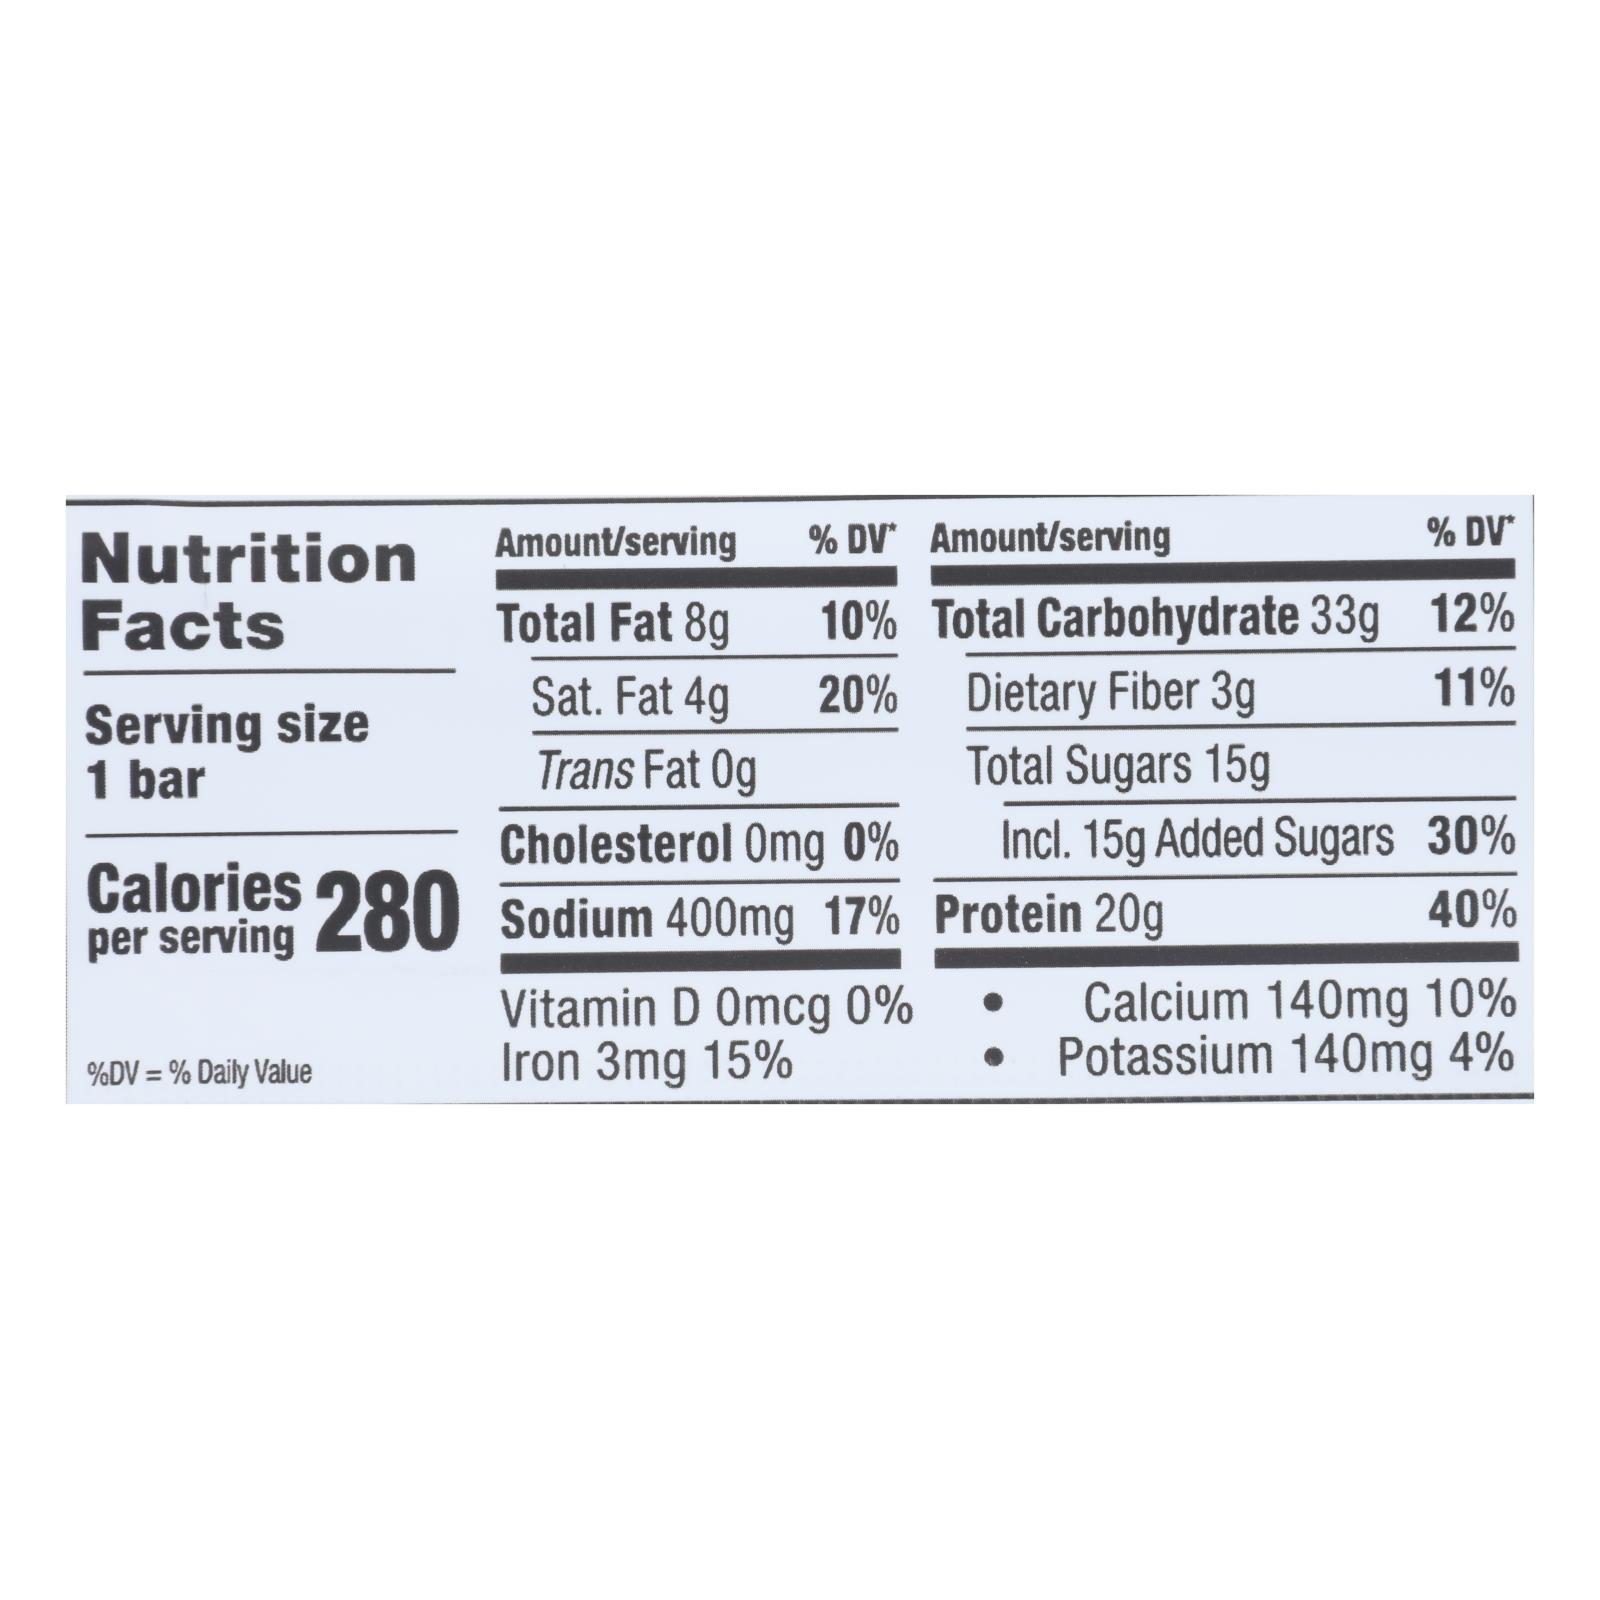 Nutrition
Facts
Serving size
1 bar
Calories
per serving 280
%DV = % Daily Value
Amount/serving % DV*
Total Fat 8g 10%
Sat. Fat 4g 20%
Trans Fat 0g
Cholesterol 0mg 0%
Sodium 400mg 17%
Amount/serving % DV*
Total Carbohydrate 33g 12%
Dietary Fiber 3g 11%
Total Sugars 15g
Incl. 15g Added Sugars 30%
Protein 20g 40%
Vitamin D 0mcg 0% • Calcium 140mg 10%
Iron 3mg 15% • Potassium 140mg 4%